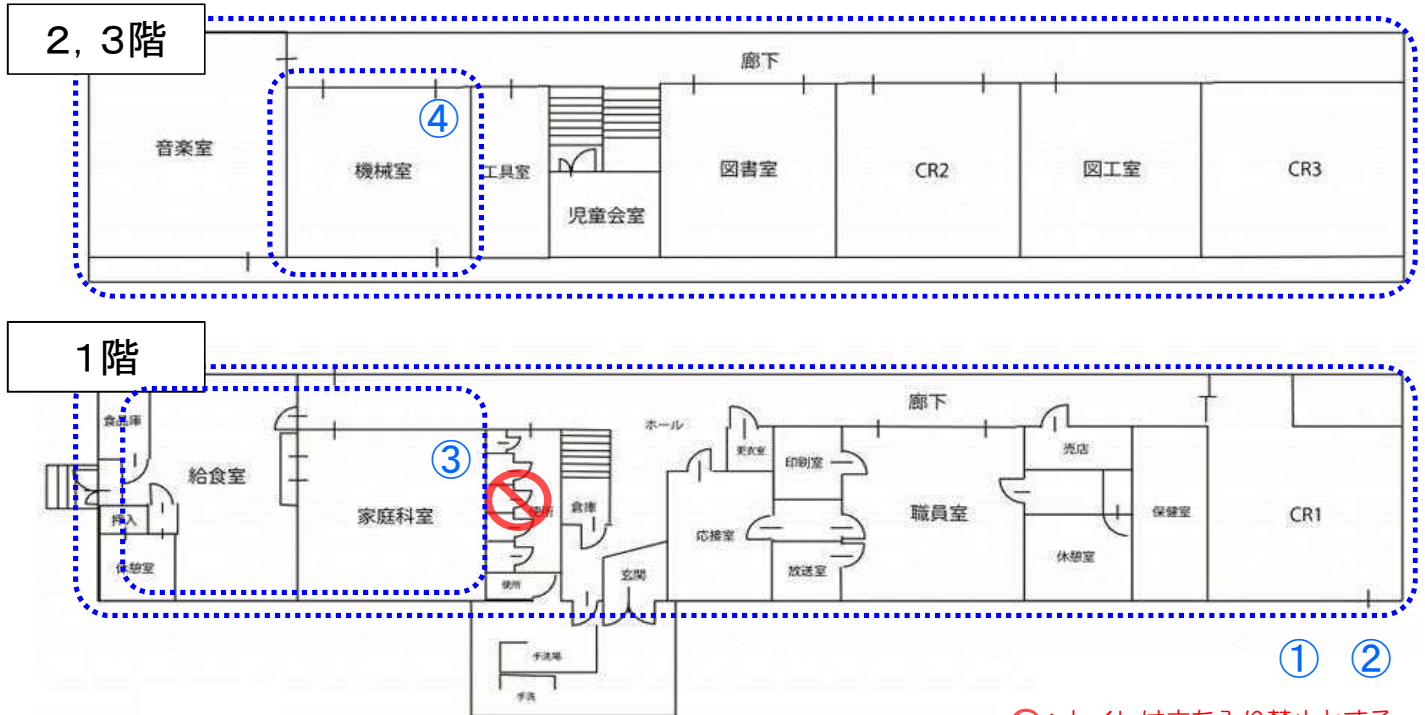 2，3階
廊下
④
音楽室
機械室
工具室
児童会室
図書室
CR2
図工室
CR3
1階
廊下
食品庫
ホール
更衣室
印刷室
売店
③
給食室
家庭科室
便所
倉庫
応接室
職員室
保健室
CR1
押入
休憩室
便所
玄関
放送室
休憩室
手洗場
手洗
① ②